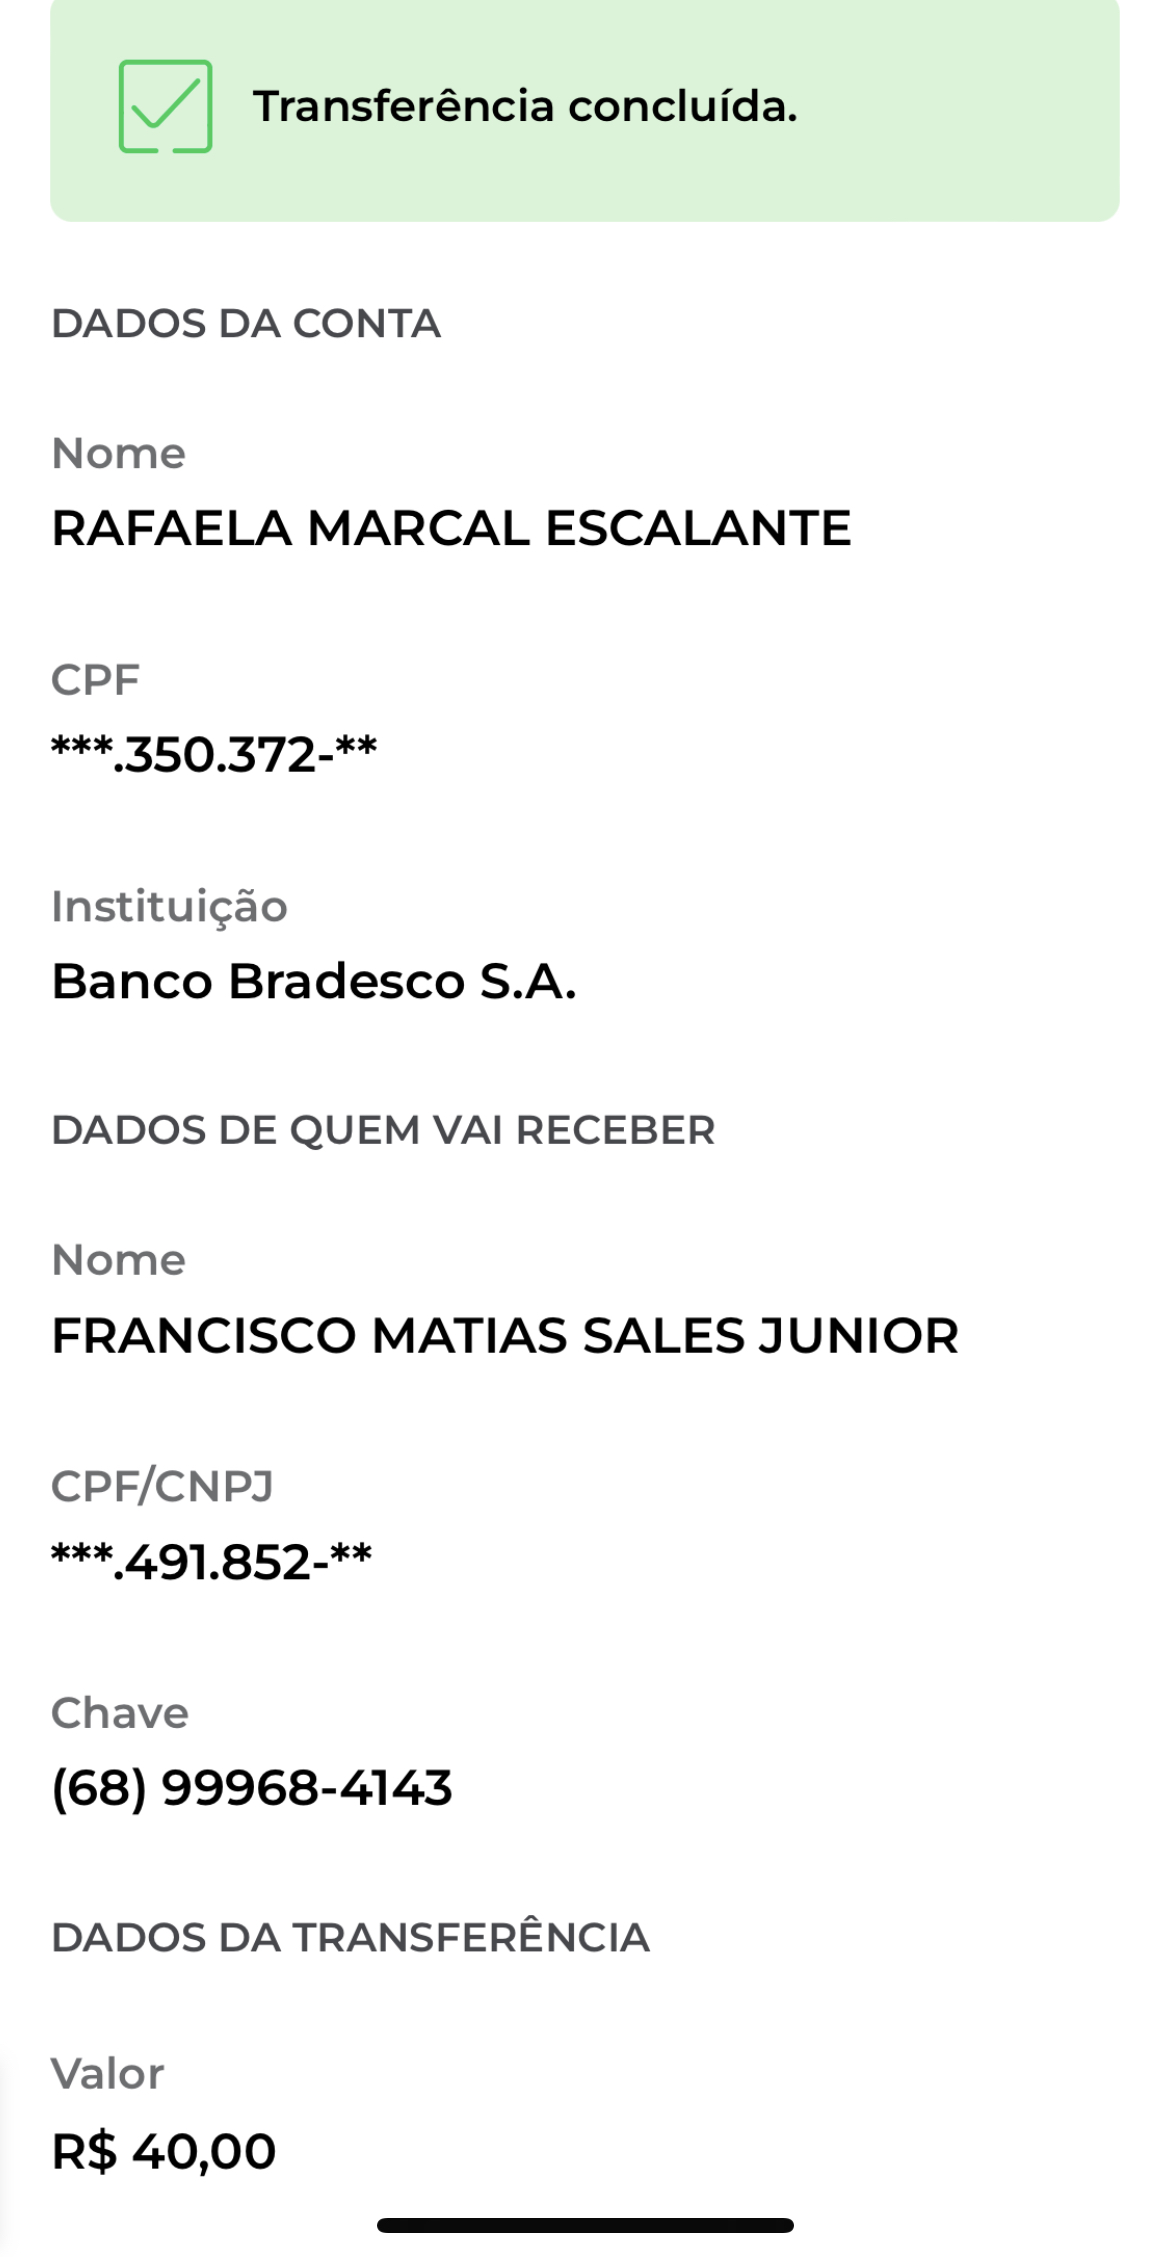 Transferência concluída.
DADOS DA CONTA
Nome
RAFAELA MARCAL ESCALANTE
CPF
***.350.372-**
Instituição
Banco Bradesco S.A.
DADOS DE QUEM VAI RECEBER
Nome
FRANCISCO MATIAS SALES JUNIOR
CPF/CNPJ
***.491.852-**
Chave
(68) 99968-4143
DADOS DA TRANSFERÊNCIA
Valor
R$ 40,00